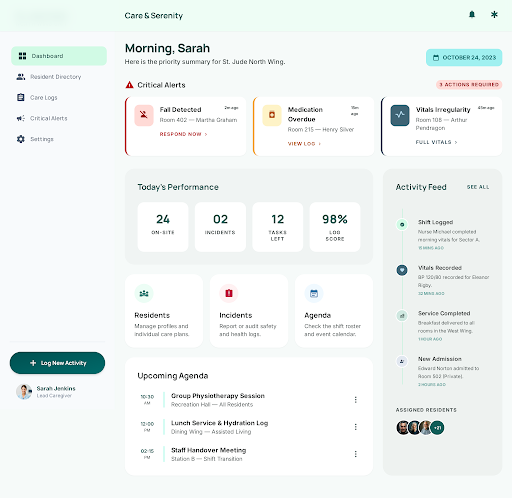 Care & Serenity
Dashboard
Resident Directory
Care Logs
Critical Alerts
Settings
Log New Activity
Sarah Jenkins
Lead Caregiver
Morning, Sarah
Here is the priority summary for St. Jude North Wing.
OCTOBER 24, 2023
Critical Alerts
3 ACTIONS REQUIRED
Fall Detected
2m ago
Room 402 — Martha Graham
RESPOND NOW >
Medication
Overdue
15m
ago
Room 215 — Henry Silver
VIEW LOG >
Vitals Irregularity
45m ago
Room 108 — Arthur
Pendragon
FULL VITALS >
Today's Performance
24
ON-SITE
02
INCIDENTS
12
TASKS
LEFT
98%
LOG
SCORE
Residents
Manage profiles and
individual care plans.
Incidents
Report or audit safety
and health logs.
Agenda
Check the shift roster
and event calendar.
Upcoming Agenda
10:30
AM
Group Physiotherapy Session
Recreation Hall — All Residents
12:00
PM
Lunch Service & Hydration Log
Dining Wing — Assisted Living
02:15
PM
Staff Handover Meeting
Station B — Shift Transition
Activity Feed
SEE ALL
Shift Logged
Nurse Michael completed
morning vitals for Sector A.
15 MINS AGO
Vitals Recorded
BP 120/80 recorded for Eleanor
Rigby.
32 MINS AGO
Service Completed
Breakfast delivered to all
rooms in the West Wing.
1 HOUR AGO
New Admission
Edward Norton admitted to
Room 502 (Private).
2 HOURS AGO
ASSIGNED RESIDENTS
+21